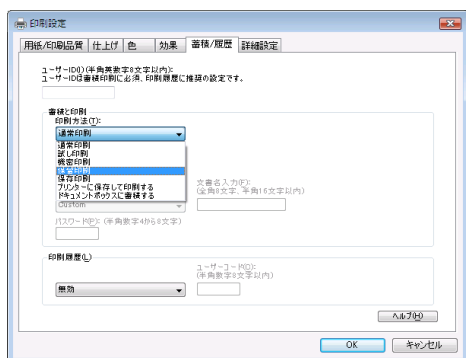 印刷設定
用紙/印刷品質 仕上げ 色 効果 蓄積/履歴 詳細設定
ユーザーID(I)(半角英数字8文字以内):
ユーザーIDは蓄積印刷に必須、印刷履歴に推奨の設定です。
蓄積と印刷
印刷方法(T):
通常印刷
通常印刷
試し印刷
機密印刷
保留印刷
保存印刷
プリンターに保存して印刷する
ドキュメントボックスに蓄積する
文書名入力(F):
(全角8文字、半角16文字以内)
Custom
パスワード(P): (半角数字4から8文字)
印刷履歴(L)
ユーザーコード(O):
(半角数字8文字以内)
無効
ヘルプ(H)
OK キャンセル